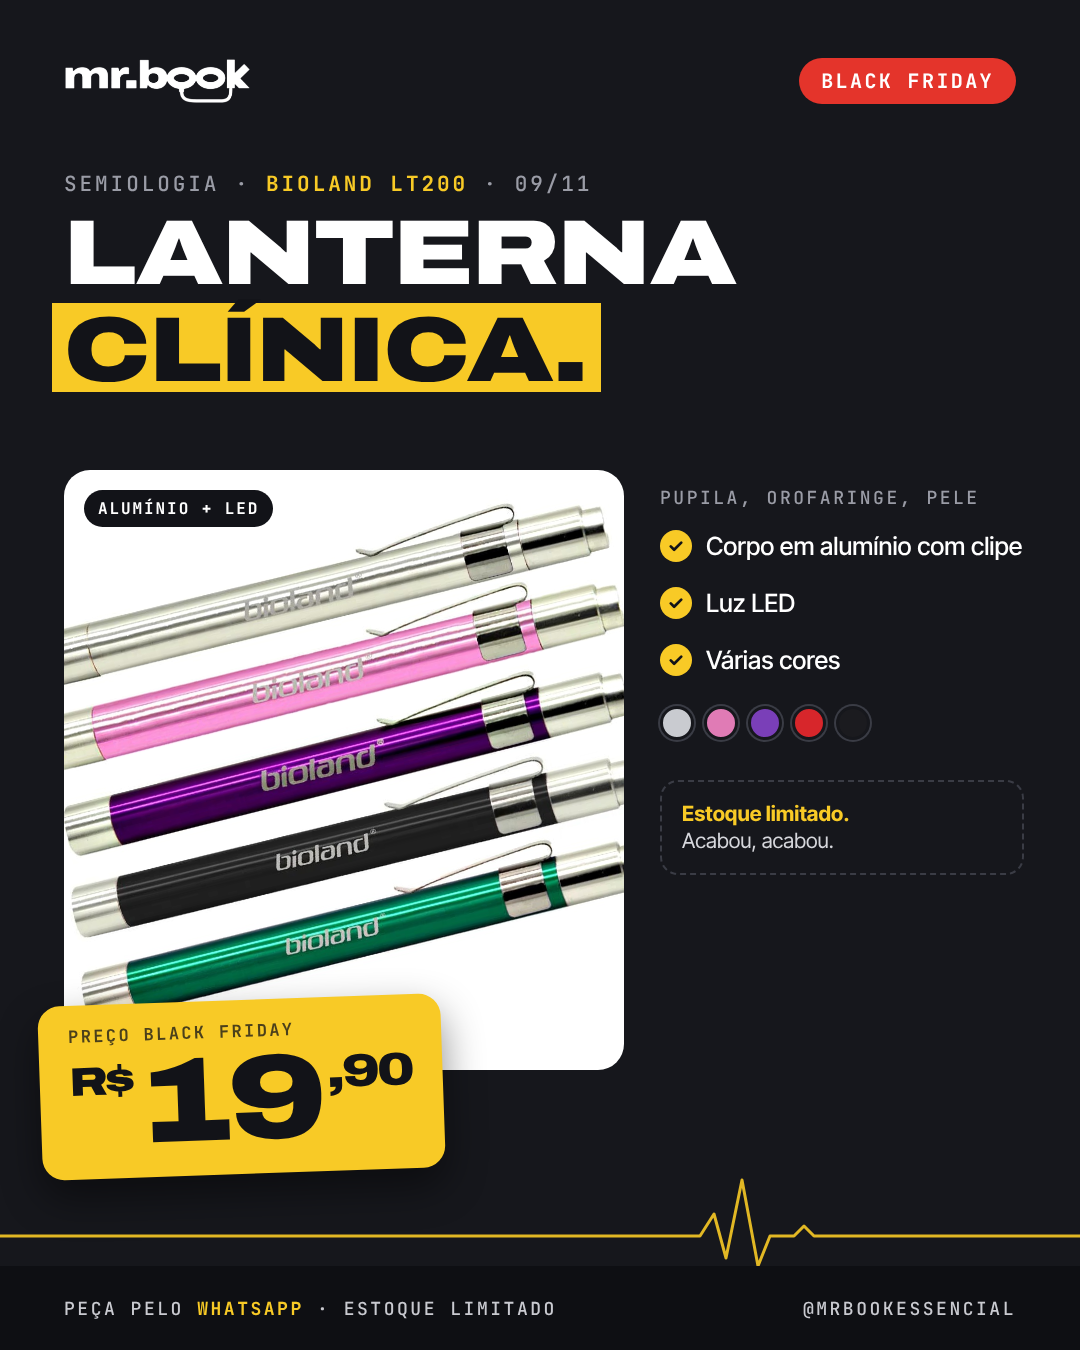 mr.book
BLACK FRIDAY
SEMIOLOGIA · BIOLAND LT200 · 09/11
LANTERNA
CLÍNICA.
ALUMÍNIO + LED
bioland®
bioland®
bioland®
bioland®
bioland®
PUPILA, OROFARINGE, PELE
Corpo em alumínio com clipe
Luz LED
Várias cores
Estoque limitado.
Acabou, acabou.
PREÇO BLACK FRIDAY
R$ 19,90
PEÇA PELO WHATSAPP · ESTOQUE LIMITADO
@MRBOOKESSENCIAL